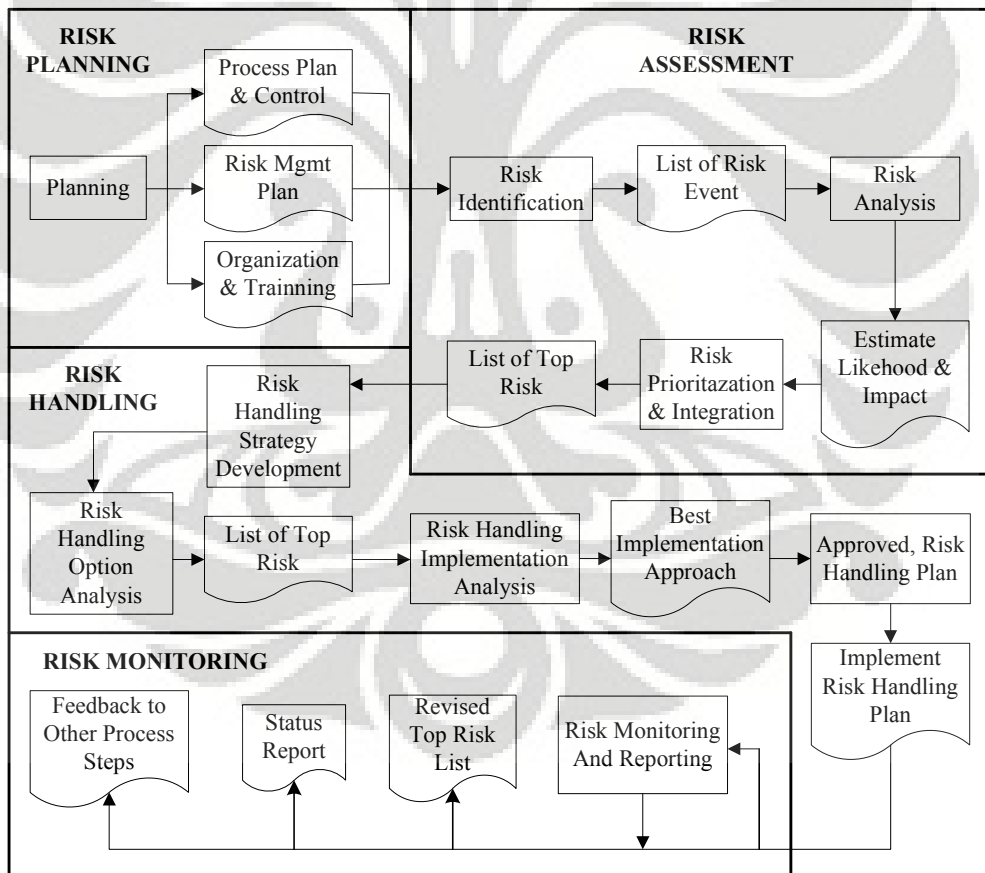 RISK
PLANNING
Process Plan
& Control
Planning
Risk Mgmt
Plan
Organization
& Trainning
RISK
ASSESSMENT
Risk
Identification
List of Risk
Event
Risk
Analysis
Estimate
Likehood &
Impact
Risk
Prioritazation
& Integration
List of Top
Risk
RISK
HANDLING
Risk
Handling
Strategy
Development
Risk
Handling
Option
Analysis
List of Top
Risk
Risk Handling
Implementation
Analysis
Best
Implementation
Approach
Approved, Risk
Handling Plan
Implement
Risk Handling
Plan
RISK MONITORING
Feedback to
Other Process
Steps
Status
Report
Revised
Top Risk
List
Risk Monitoring
And Reporting